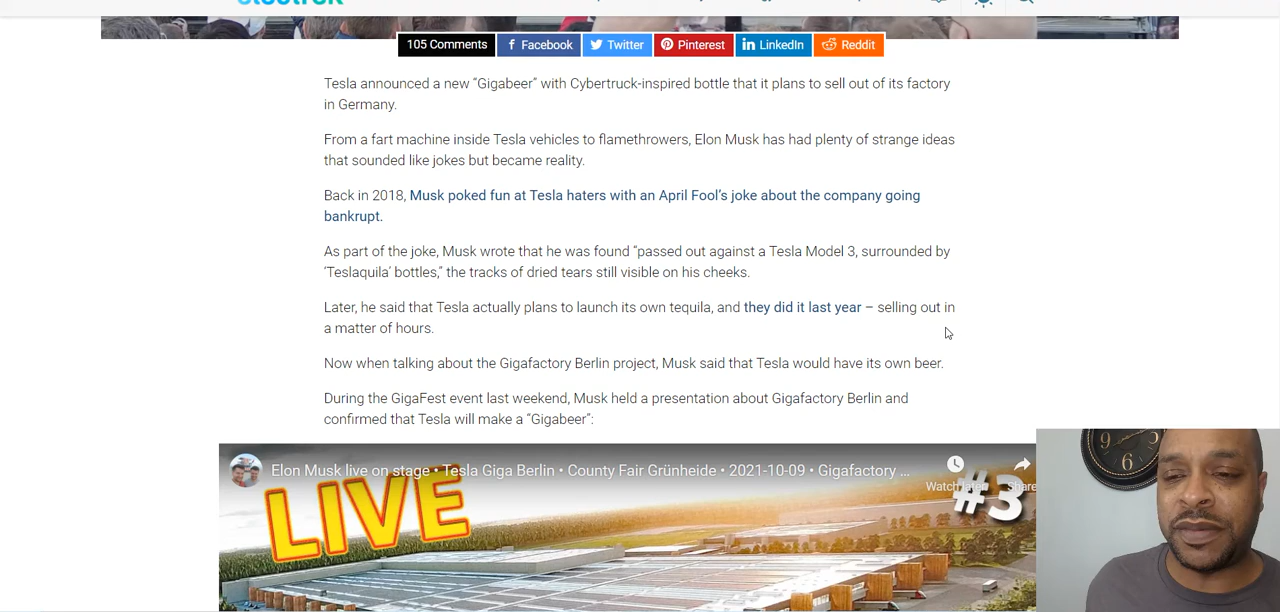 electrek
105 Comments Facebook Twitter Pinterest LinkedIn Reddit
Tesla announced a new “Gigabeer” with Cybertruck-inspired bottle that it plans to sell out of its factory
in Germany.
From a fart machine inside Tesla vehicles to flamethrowers, Elon Musk has had plenty of strange ideas
that sounded like jokes but became reality.
Back in 2018, Musk poked fun at Tesla haters with an April Fool’s joke about the company going
bankrupt.
As part of the joke, Musk wrote that he was found “passed out against a Tesla Model 3, surrounded by
‘Teslaquila’ bottles,” the tracks of dried tears still visible on his cheeks.
Later, he said that Tesla actually plans to launch its own tequila, and they did it last year – selling out in
a matter of hours.
Now when talking about the Gigafactory Berlin project, Musk said that Tesla would have its own beer.
During the GigaFest event last weekend, Musk held a presentation about Gigafactory Berlin and
confirmed that Tesla will make a “Gigabeer”:
Elon Musk live on stage • Tesla Giga Berlin • County Fair Grünheide • 2021-10-09 • Gigafactory ...
Watch later Share
LIVE
#3
9 2 6